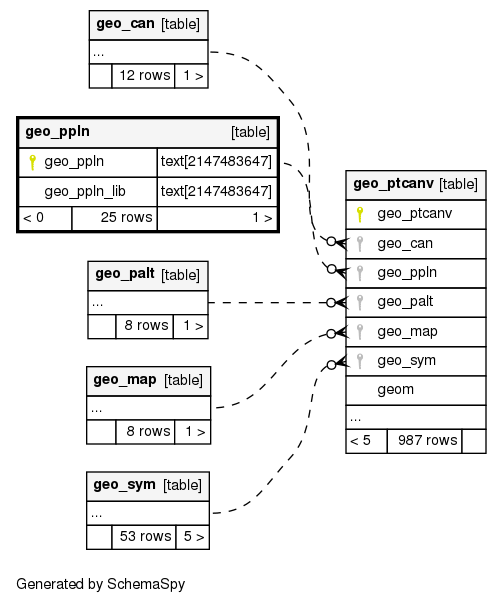 geo_can [table]
...
12 rows 1 >
geo_ppln [table]
geo_ppln text[2147483647]
geo_ppln_lib text[2147483647]
< 0 25 rows 1 >
geo_palt [table]
...
8 rows 1 >
geo_map [table]
...
8 rows 1 >
geo_sym [table]
...
53 rows 5 >
geo_ptcanv [table]
geo_ptcanv
geo_can
geo_ppln
geo_palt
geo_map
geo_sym
geom
...
< 5 987 rows
Generated by SchemaSpy